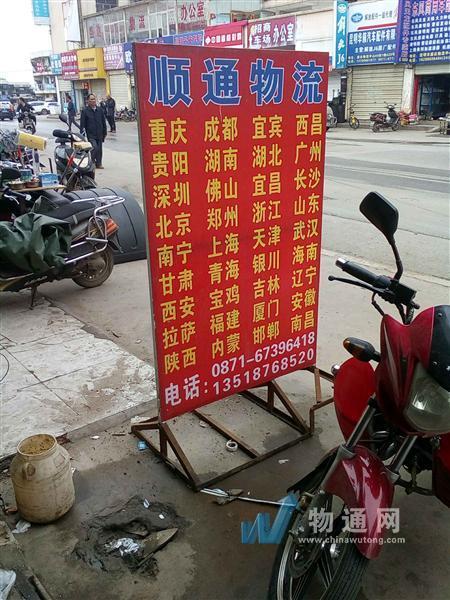 办公室
顺通物流
重庆 成都 宜宾 西昌
贵阳 湖南 湖北 广州
深圳 佛山 宜昌 长沙
北京 郑州 浙江 山东
南宁 上海 天津 武汉
甘肃 青海 银川 海南
西安 宝鸡 吉林 辽宁
拉萨 福建 厦门 安徽
陕西 内蒙 邯郸 南昌
0871-67396418
电话:13518768520
物通网
www.chinawutong.com